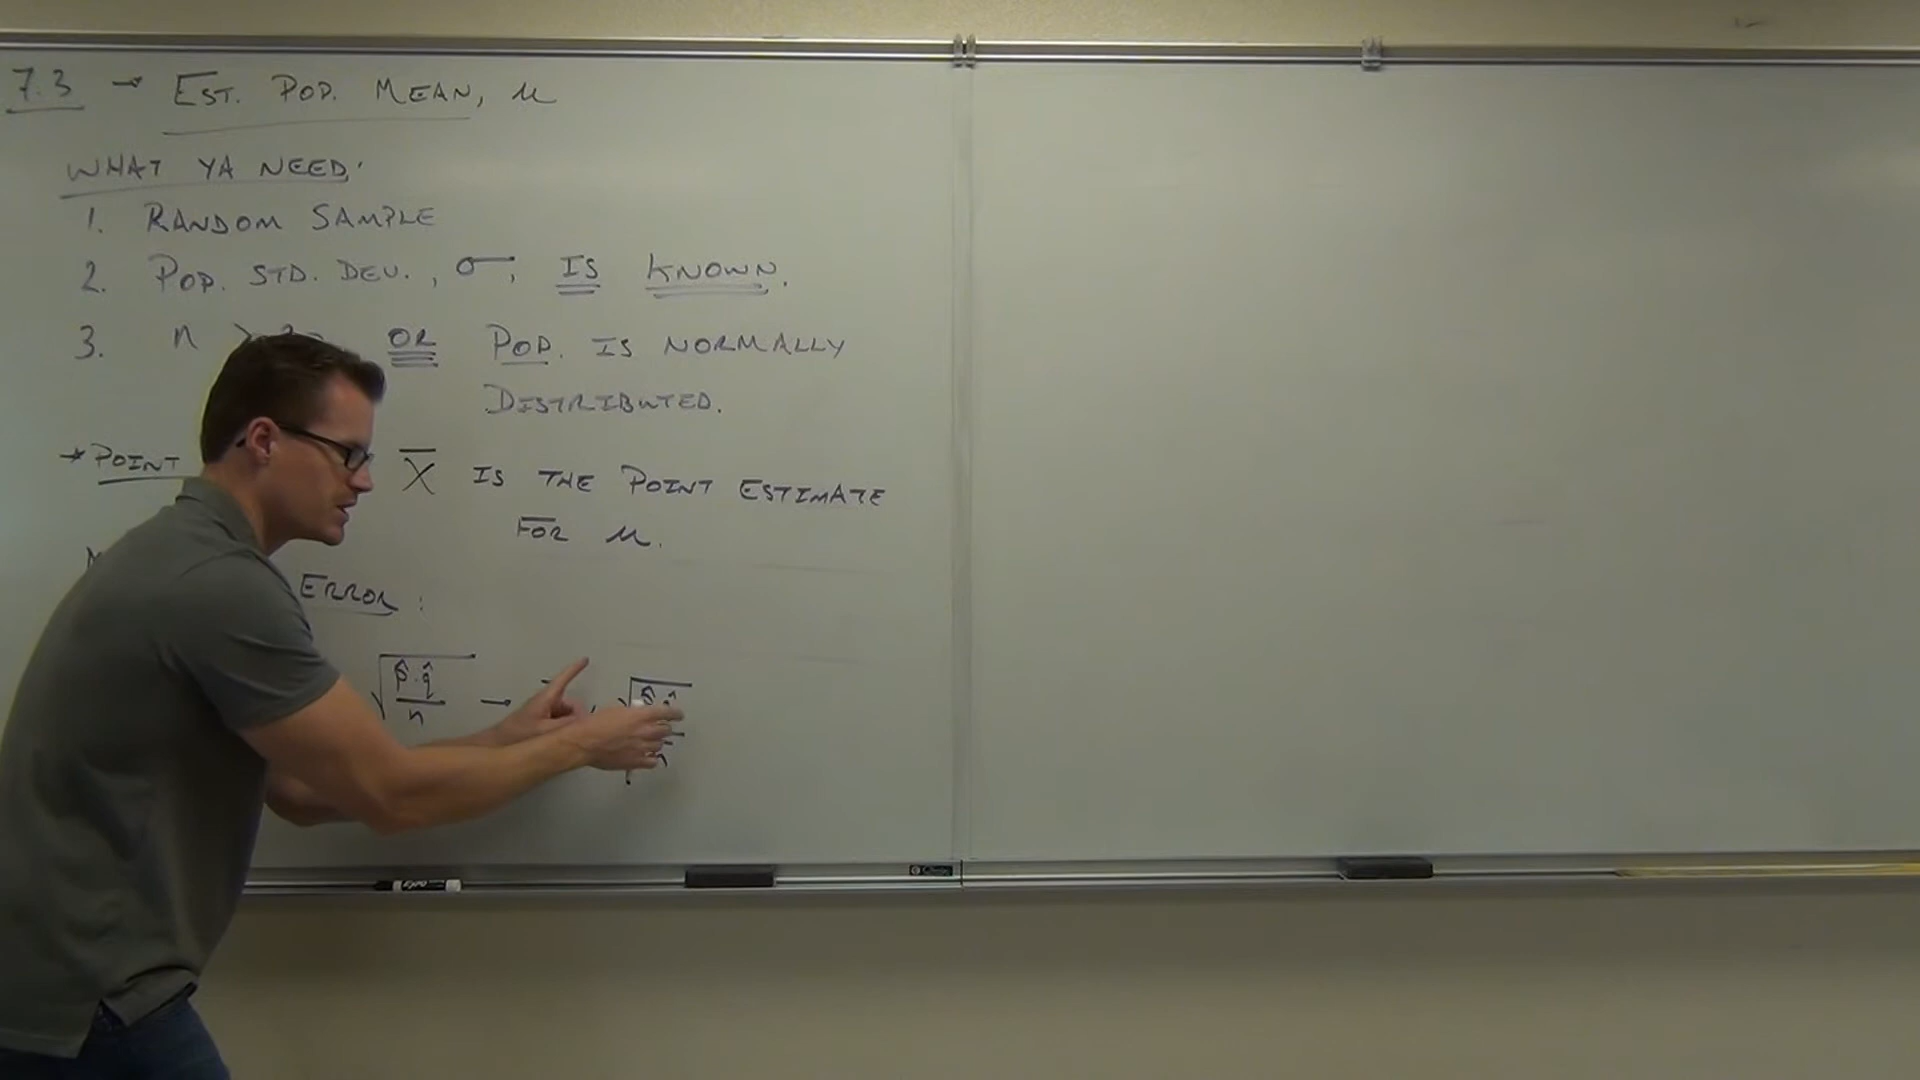 7.3 → EST. POP. MEAN, μ
WHAT YA NEED:
1. RANDOM SAMPLE
2. POP. STD. DEV., σ, IS KNOWN.
3. n > OR POP. IS NORMALLY
DISTRIBUTED.
→ POINT X̄ IS THE POINT ESTIMATE
FOR μ.
ERROR:
√(p̂·q̂/n) → , √(p̂·q̂/n)
EXPO